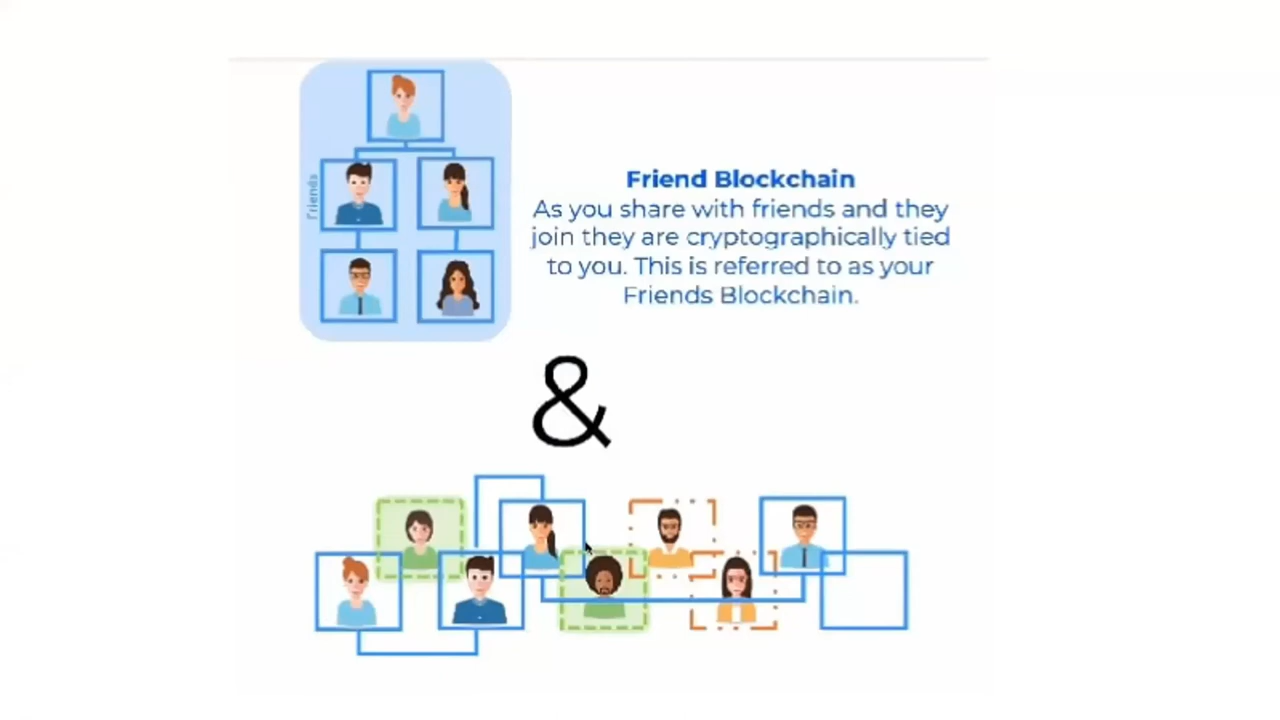 Friends
Friend Blockchain
As you share with friends and they
join they are cryptographically tied
to you. This is referred to as your
Friends Blockchain.
&